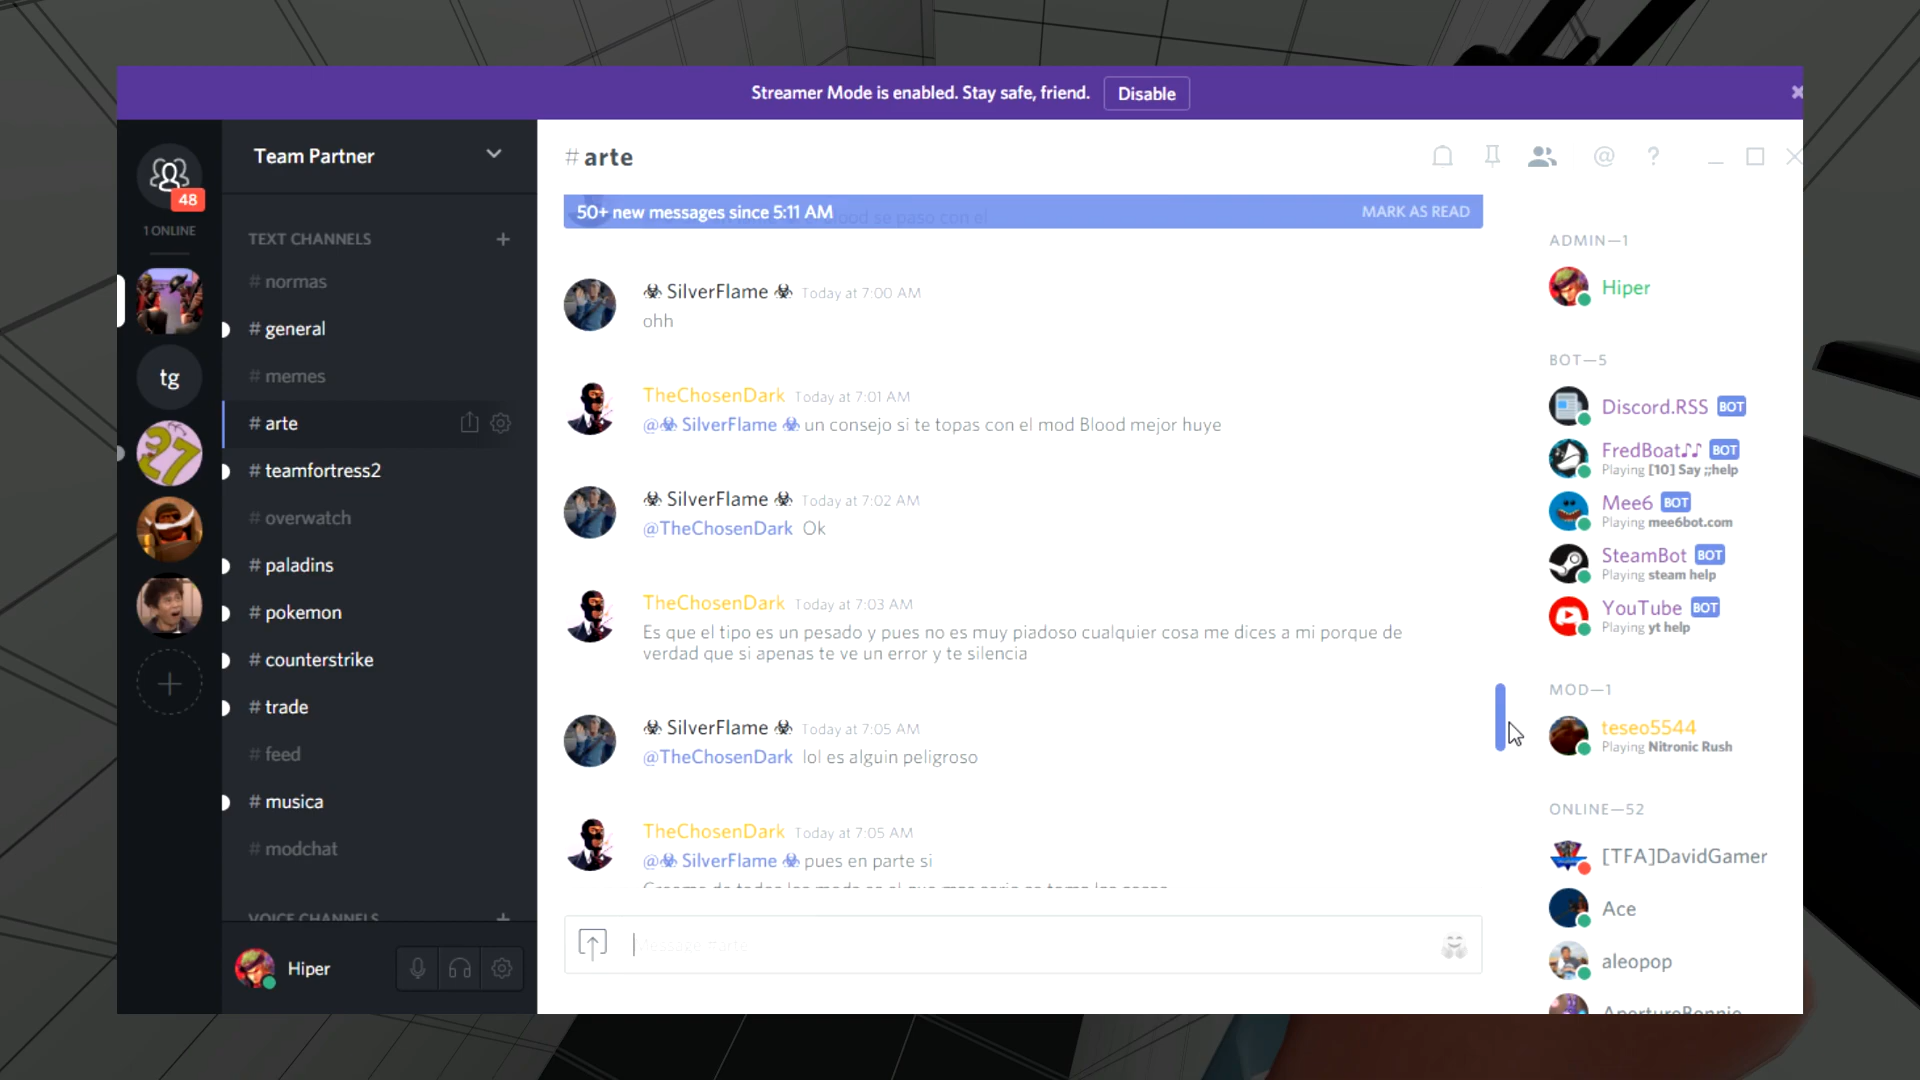 Streamer Mode is enabled. Stay safe, friend. Disable
48
1 ONLINE
tg
27
Team Partner
TEXT CHANNELS
# normas
# general
# memes
# arte
# teamfortress2
# overwatch
# paladins
# pokemon
# counterstrike
# trade
# feed
# musica
# modchat
VOICE CHANNELS
Hiper
# arte
50+ new messages since 5:11 AM MARK AS READ
se paso con el
SilverFlame Today at 7:00 AM
ohh
TheChosenDark Today at 7:01 AM
@☣ SilverFlame ☣ un consejo si te topas con el mod Blood mejor huye
☣ SilverFlame ☣ Today at 7:02 AM
@TheChosenDark Ok
TheChosenDark Today at 7:03 AM
Es que el tipo es un pesado y pues no es muy piadoso cualquier cosa me dices a mi porque de
verdad que si apenas te ve un error y te silencia
☣ SilverFlame ☣ Today at 7:05 AM
@TheChosenDark lol es alguin peligroso
TheChosenDark Today at 7:05 AM
@☣ SilverFlame ☣ pues en parte si
Message #arte
ADMIN—1
Hiper
BOT—5
Discord.RSS BOT
FredBoat♪♪ BOT
Playing [10] Say ;;help
Mee6 BOT
Playing mee6bot.com
SteamBot BOT
Playing steam help
YouTube BOT
Playing yt help
MOD—1
teseo5544
Playing Nitronic Rush
ONLINE—52
[TFA]DavidGamer
Ace
aleopop